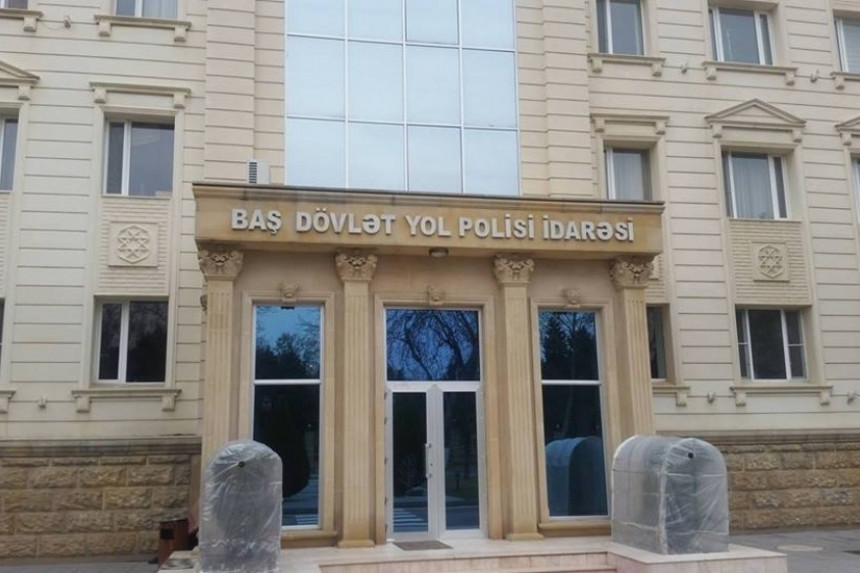 BAŞ DÖVLƏT YOL POLİSİ İDARƏSİ